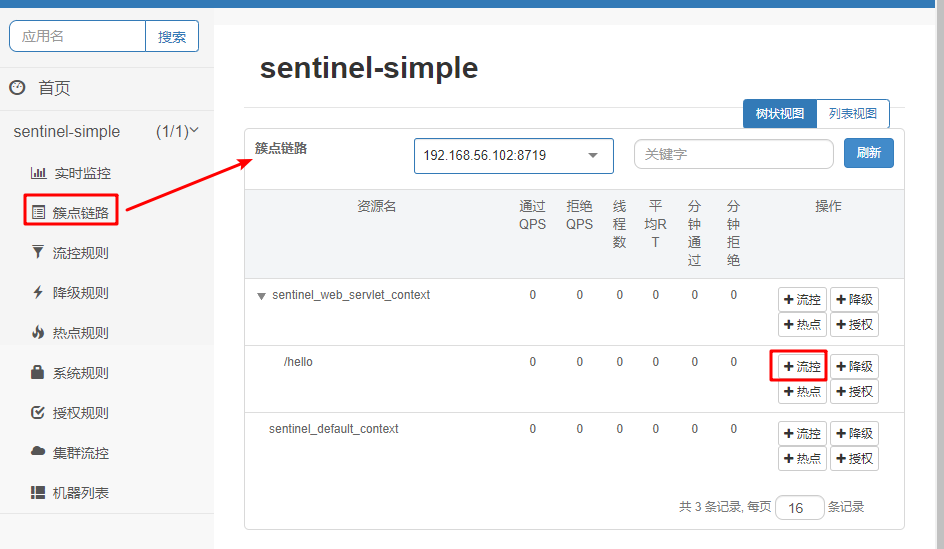 应用名 搜索
首页
sentinel-simple (1/1)
实时监控
簇点链路
流控规则
降级规则
热点规则
系统规则
授权规则
集群流控
机器列表
sentinel-simple
树状视图 列表视图
簇点链路 192.168.56.102:8719 关键字 刷新
资源名 通过QPS 拒绝QPS 线程数 平均RT 分钟通过 分钟拒绝 操作
sentinel_web_servlet_context 0 0 0 0 0 0 +流控 +降级
+热点 +授权
/hello 0 0 0 0 0 0 +流控 +降级
+热点 +授权
sentinel_default_context 0 0 0 0 0 0 +流控 +降级
+热点 +授权
共 3 条记录, 每页 16 条记录